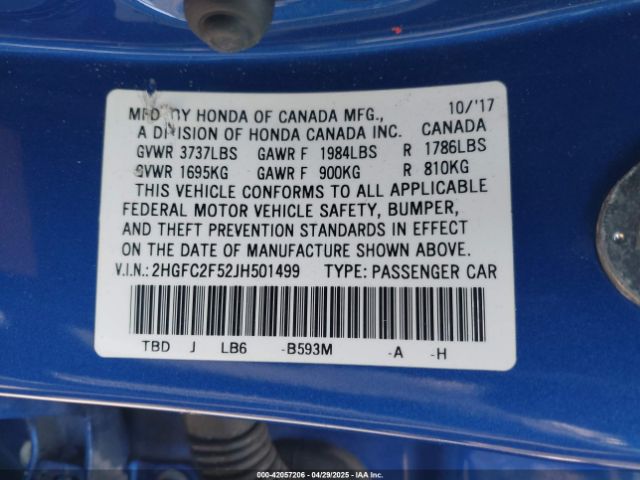 MFD BY HONDA OF CANADA MFG., 10/'17
A DIVISION OF HONDA CANADA INC. CANADA
GVWR 3737LBS GAWR F 1984LBS R 1786LBS
GVWR 1695KG GAWR F 900KG R 810KG
THIS VEHICLE CONFORMS TO ALL APPLICABLE
FEDERAL MOTOR VEHICLE SAFETY, BUMPER,
AND THEFT PREVENTION STANDARDS IN EFFECT
ON THE DATE OF MANUFACTURE SHOWN ABOVE.
V.I.N.: 2HGFC2F52JH501499 TYPE: PASSENGER CAR
TBD J LB6 -B593M -A -H
000-42057206 - 04/29/2025 - IAAI.COM